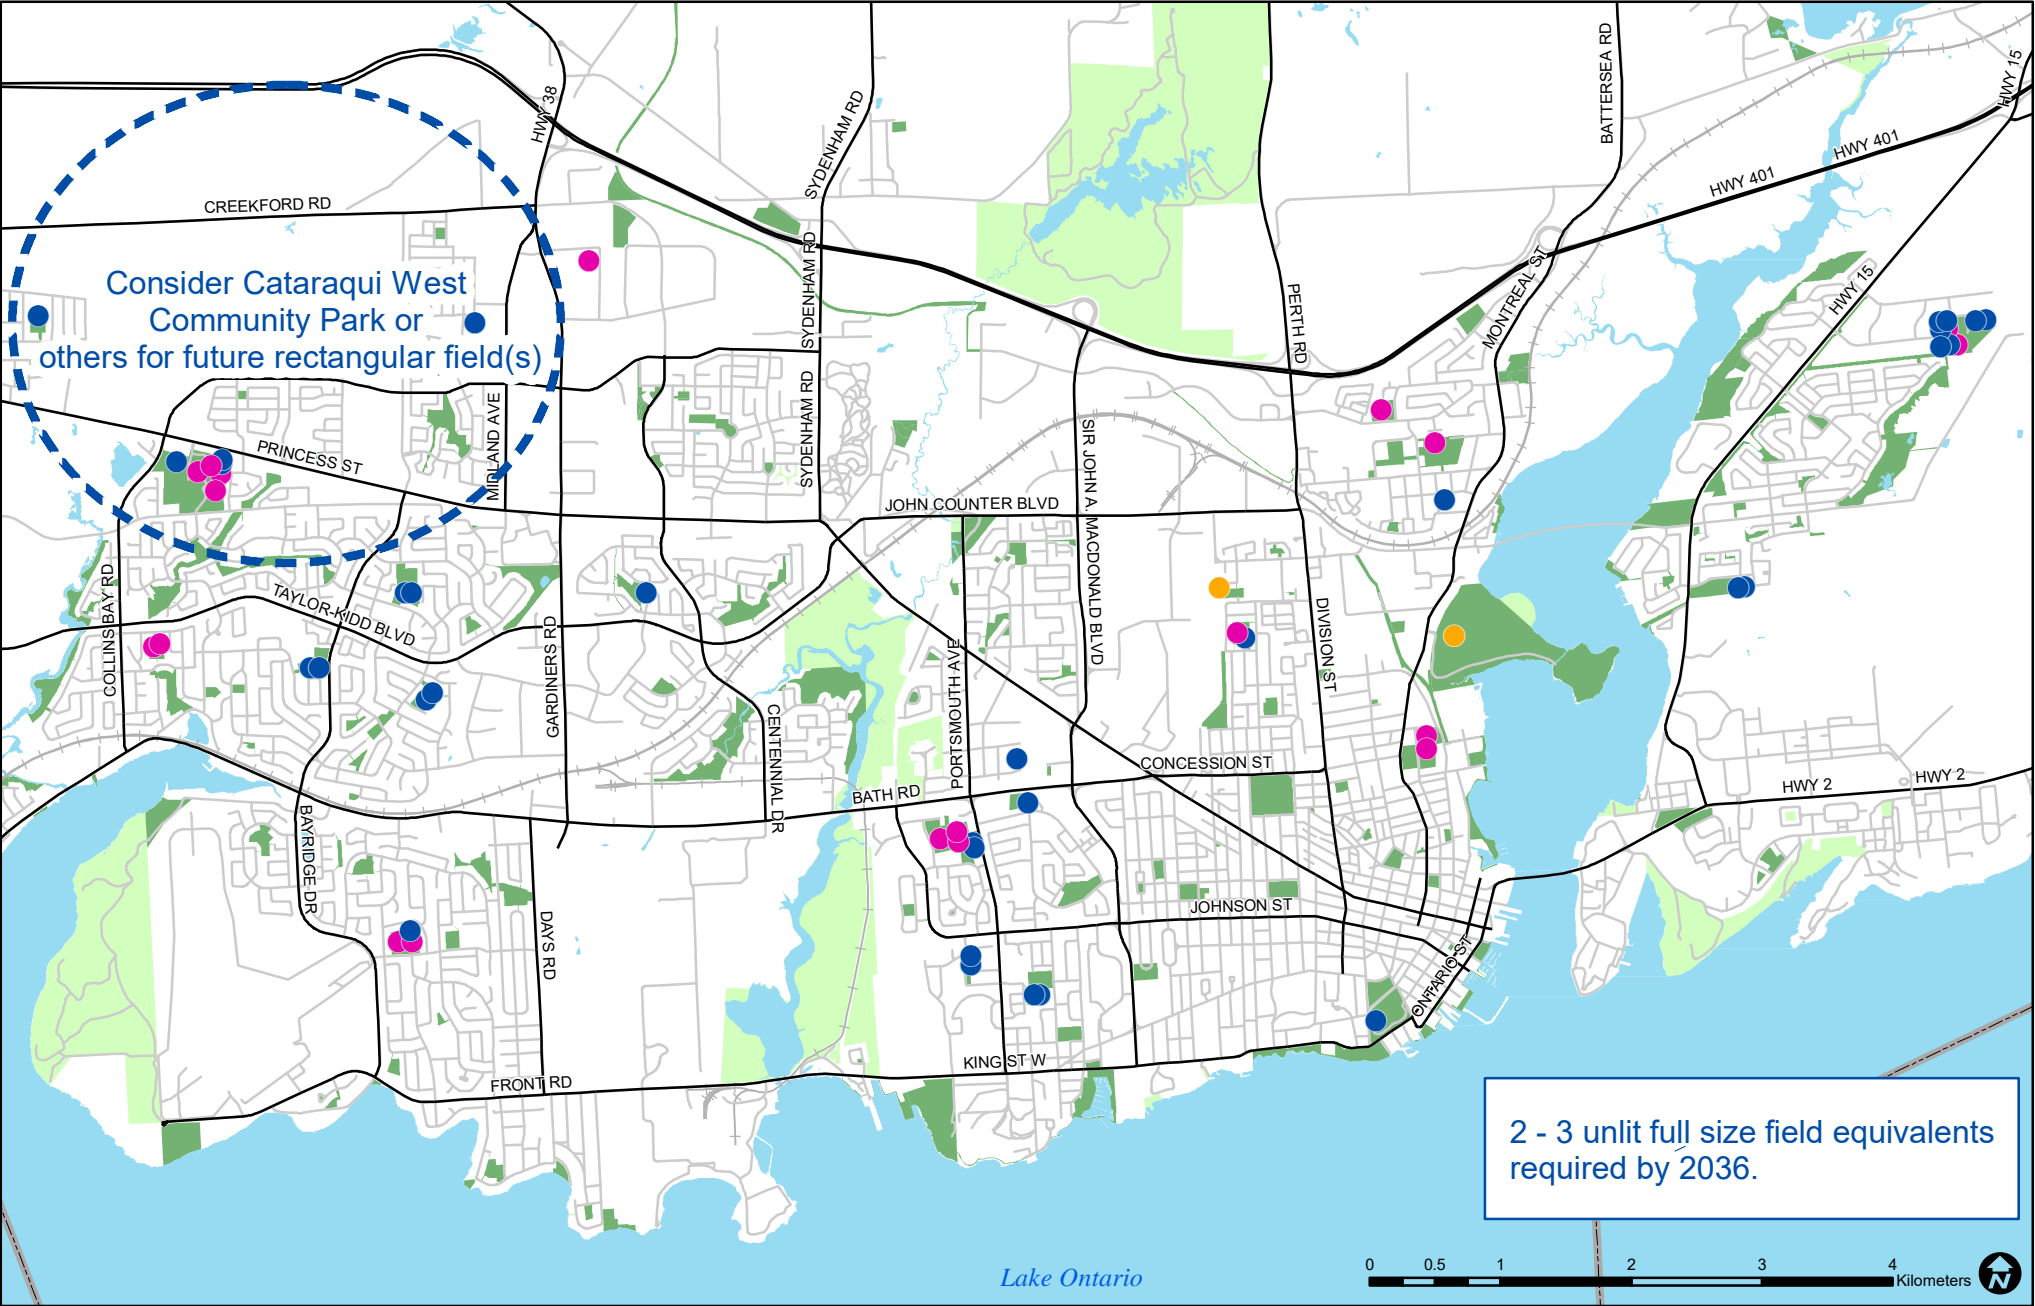 HWY 38
SYDENHAM RD
BATTERSEA RD
HWY 15
HWY 401
HWY 401
CREEKFORD RD
SYDENHAM RD
PERTH RD
MONTREAL ST
HWY 15
Consider Cataraqui West
Community Park or
others for future rectangular field(s)
SYDENHAM RD
MIDLAND AVE
PRINCESS ST
JOHN COUNTER BLVD
SIR JOHN A. MACDONALD BLVD
COLLINS BAY RD
TAYLOR-KIDD BLVD
GARDINERS RD
PORTSMOUTH AVE
DIVISION ST
CENTENNIAL DR
CONCESSION ST
BATH RD
HWY 2
HWY 2
BAYRIDGE DR
DAYS RD
JOHNSON ST
ONTARIO ST
KING ST W
FRONT RD
2 - 3 unlit full size field equivalents
required by 2036.
Lake Ontario
0 0.5 1 2 3 4
Kilometers
N